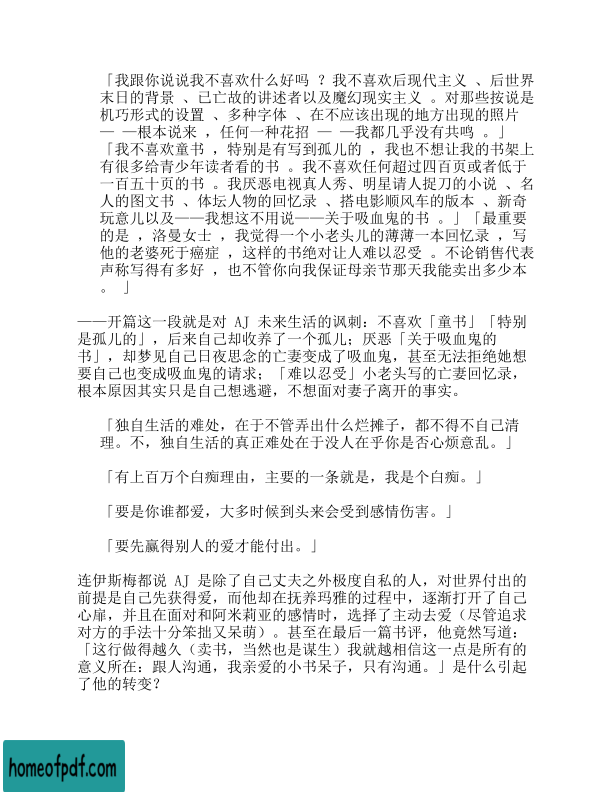 「我跟你说说我不喜欢什么好吗 ？我不喜欢后现代主义 、后世界
末日的背景 、已亡故的讲述者以及魔幻现实主义 。对那些按说是
机巧形式的设置 、多种字体 、在不应该出现的地方出现的照片
— —根本说来 ，任何一种花招 — —我都几乎没有共鸣 。」
「我不喜欢童书 ，特别是有写到孤儿的 ，我也不想让我的书架上
有很多给青少年读者看的书 。我不喜欢任何超过四百页或者低于
一百五十页的书 。我厌恶电视真人秀、明星请人捉刀的小说 、名
人的图文书 、体坛人物的回忆录 、搭电影顺风车的版本 、新奇
玩意儿以及——我想这不用说——关于吸血鬼的书 。」「最重要
的是 ，洛曼女士 ，我觉得一个小老头儿的薄薄一本回忆录 ，写
他的老婆死于癌症 ，这样的书绝对让人难以忍受 。不论销售代表
声称写得有多好 ，也不管你向我保证母亲节那天我能卖出多少本
。 」
——开篇这一段就是对 AJ 未来生活的讽刺：不喜欢「童书」「特别
是孤儿的」，后来自己却收养了一个孤儿；厌恶「关于吸血鬼的
书」，却梦见自己日夜思念的亡妻变成了吸血鬼，甚至无法拒绝她想
要自己也变成吸血鬼的请求；「难以忍受」小老头写的亡妻回忆录，
根本原因其实只是自己想逃避，不想面对妻子离开的事实。
「独自生活的难处，在于不管弄出什么烂摊子，都不得不自己清
理。不，独自生活的真正难处在于没人在乎你是否心烦意乱。」
「有上百万个白痴理由，主要的一条就是，我是个白痴。」
「要是你谁都爱，大多时候到头来会受到感情伤害。」
「要先赢得别人的爱才能付出。」
连伊斯梅都说 AJ 是除了自己丈夫之外极度自私的人，对世界付出的
前提是自己先获得爱，而他却在抚养玛雅的过程中，逐渐打开了自己
心扉，并且在面对和阿米莉亚的感情时，选择了主动去爱（尽管追求
对方的手法十分笨拙又呆萌）。甚至在最后一篇书评，他竟然写道：
「这行做得越久（卖书，当然也是谋生）我就越相信这一点是所有的
意义所在：跟人沟通，我亲爱的小书呆子，只有沟通。」是什么引起
了他的转变？
homeofpdf.com